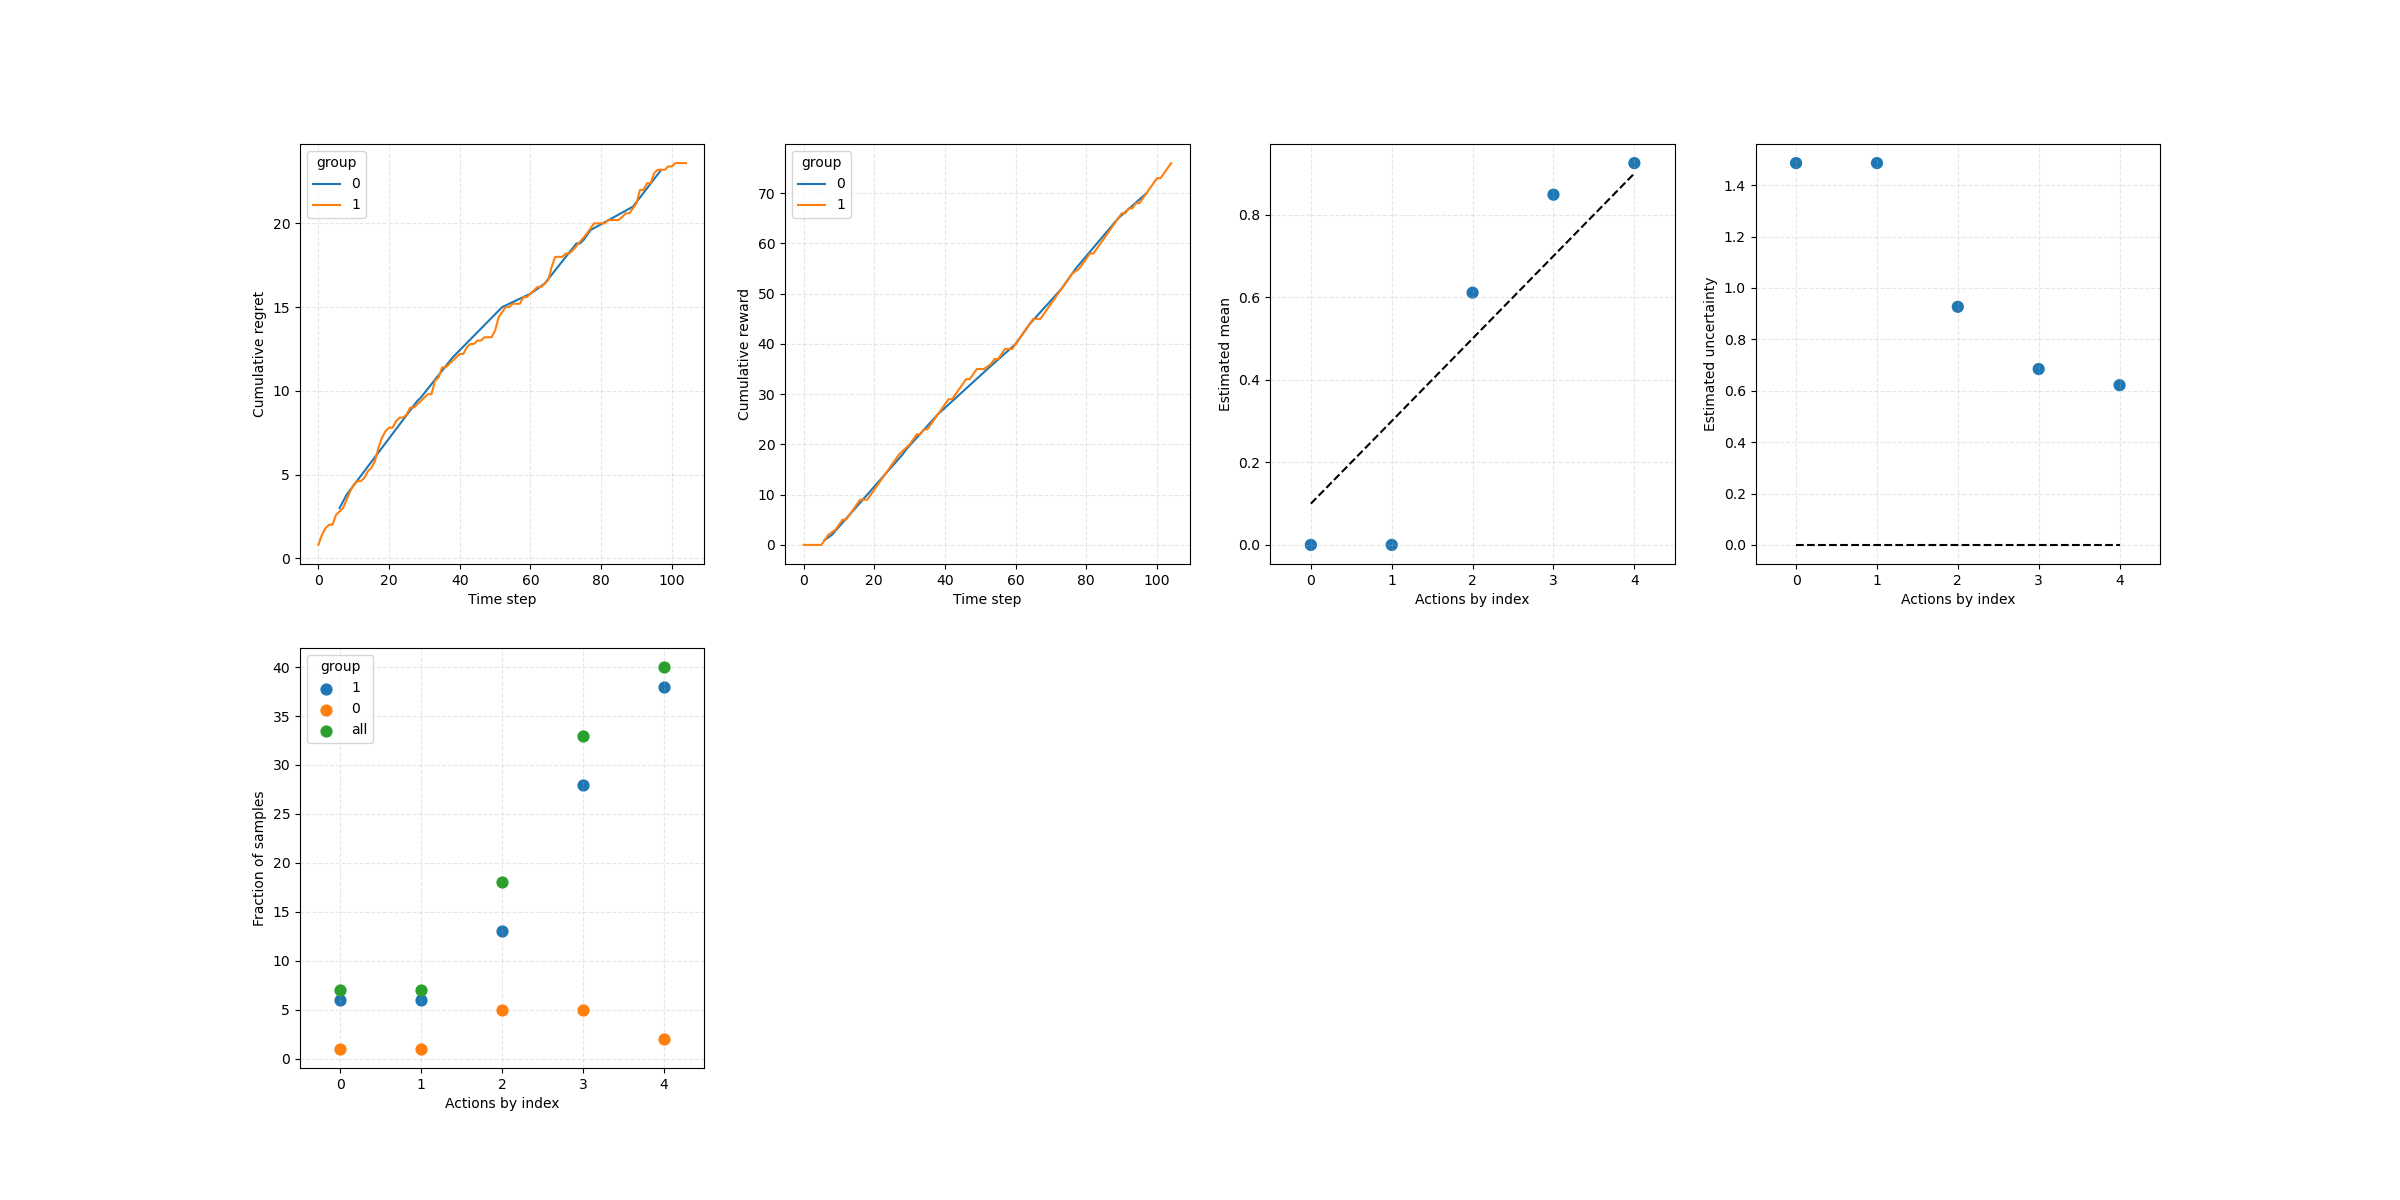 group
0
1
Cumulative regret
20
15
10
5
0
0 20 40 60 80 100
Time step
group
0
1
Cumulative reward
70
60
50
40
30
20
10
0
0 20 40 60 80 100
Time step
Estimated mean
0.8
0.6
0.4
0.2
0.0
0 1 2 3 4
Actions by index
Estimated uncertainty
1.4
1.2
1.0
0.8
0.6
0.4
0.2
0.0
0 1 2 3 4
Actions by index
group
1
0
all
Fraction of samples
40
35
30
25
20
15
10
5
0
0 1 2 3 4
Actions by index